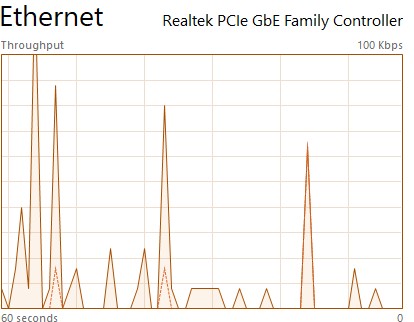 Ethernet Realtek PCIe GbE Family Controller
Throughput 100 Kbps
60 seconds 0